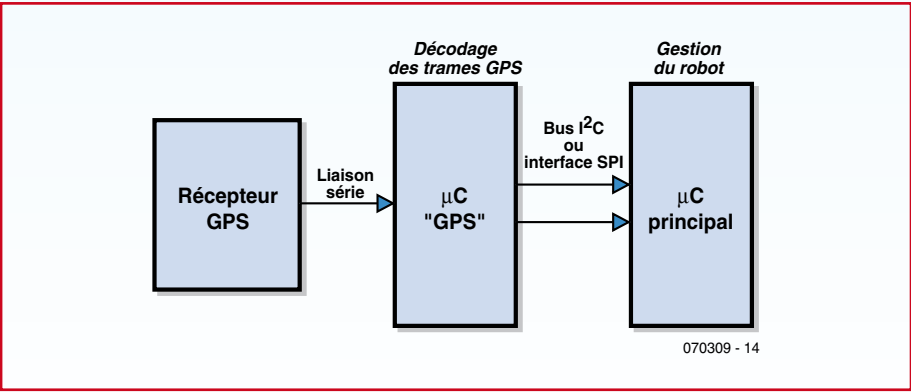 Décodage
des trames GPS
Gestion
du robot
Récepteur
GPS
Liaison
série
µC
"GPS"
Bus I²C
ou
interface SPI
µC
principal
070309 - 14